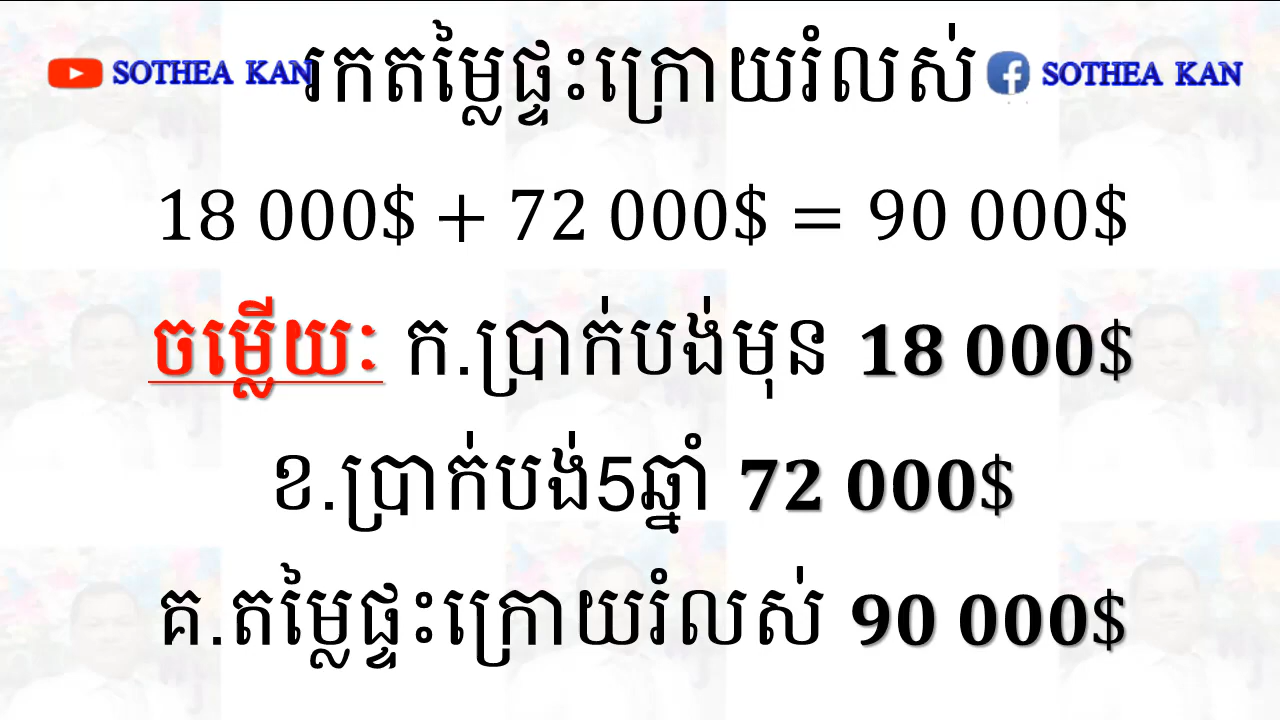 SOTHEA KAN រកតម្លៃផ្ទះក្រោយរំលស់ SOTHEA KAN
18 000$ + 72 000$ = 90 000$
ចម្លើយៈ ក.ប្រាក់បង់មុន 18 000$
ខ.ប្រាក់បង់5ឆ្នាំ 72 000$
គ.តម្លៃផ្ទះក្រោយរំលស់ 90 000$